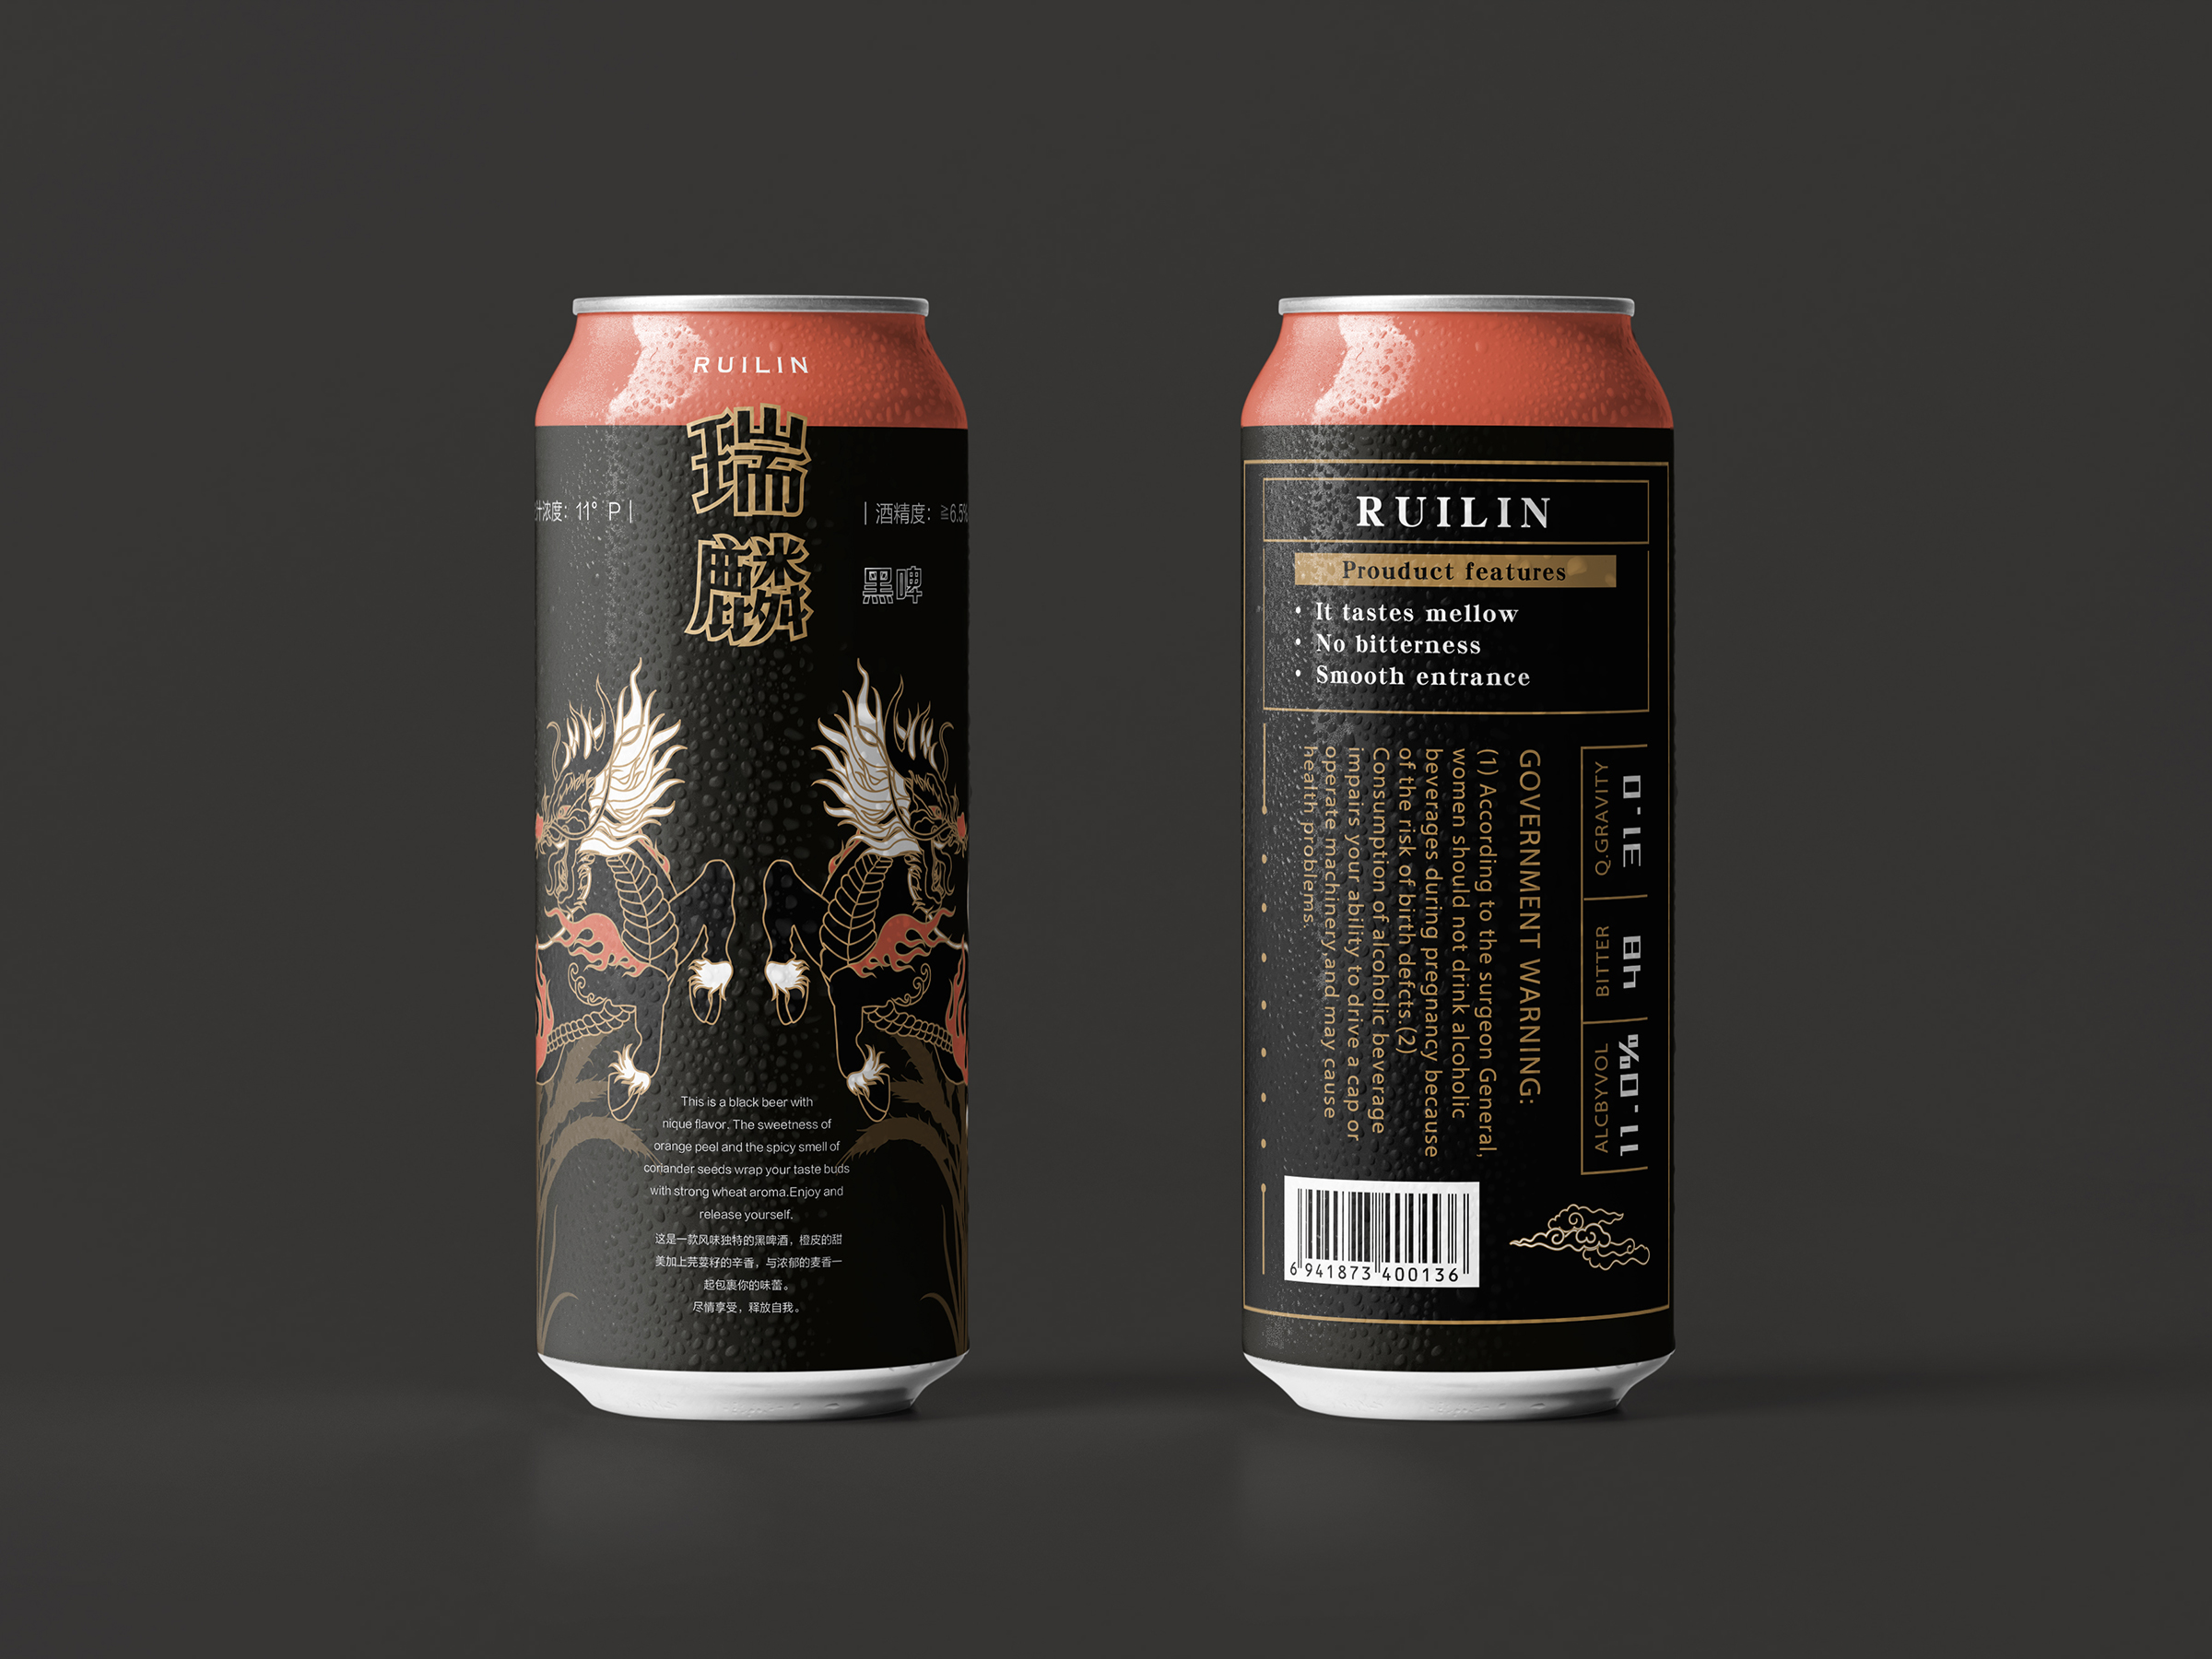 RUILIN
瑞
麟
汁浓度：11° P |
| 酒精度：≧6.5%
黑啤
This is a black beer with
nique flavor. The sweetness of
orange peel and the spicy smell of
coriander seeds wrap your taste buds
with strong wheat aroma.Enjoy and
release yourself.
这是一款风味独特的黑啤酒，橙皮的甜
美加上芫荽籽的辛香，与浓郁的麦香一
起包裹你的味蕾。
尽情享受，释放自我。
RUILIN
Prouduct features
• It tastes mellow
• No bitterness
• Smooth entrance
GOVERNMENT WARNING:
(1) According to the surgeon General,
women should not drink alcoholic
beverages during pregnancy because
of the risk of birth defcts.(2)
Consumption of alcoholic beverage
impairs your ability to drive a cap or
operate machinery,and may cause
health problems.
ALCBYVOL
11.0%
BITTER
48
Q.GRAVITY
31.0
6 941873 400136